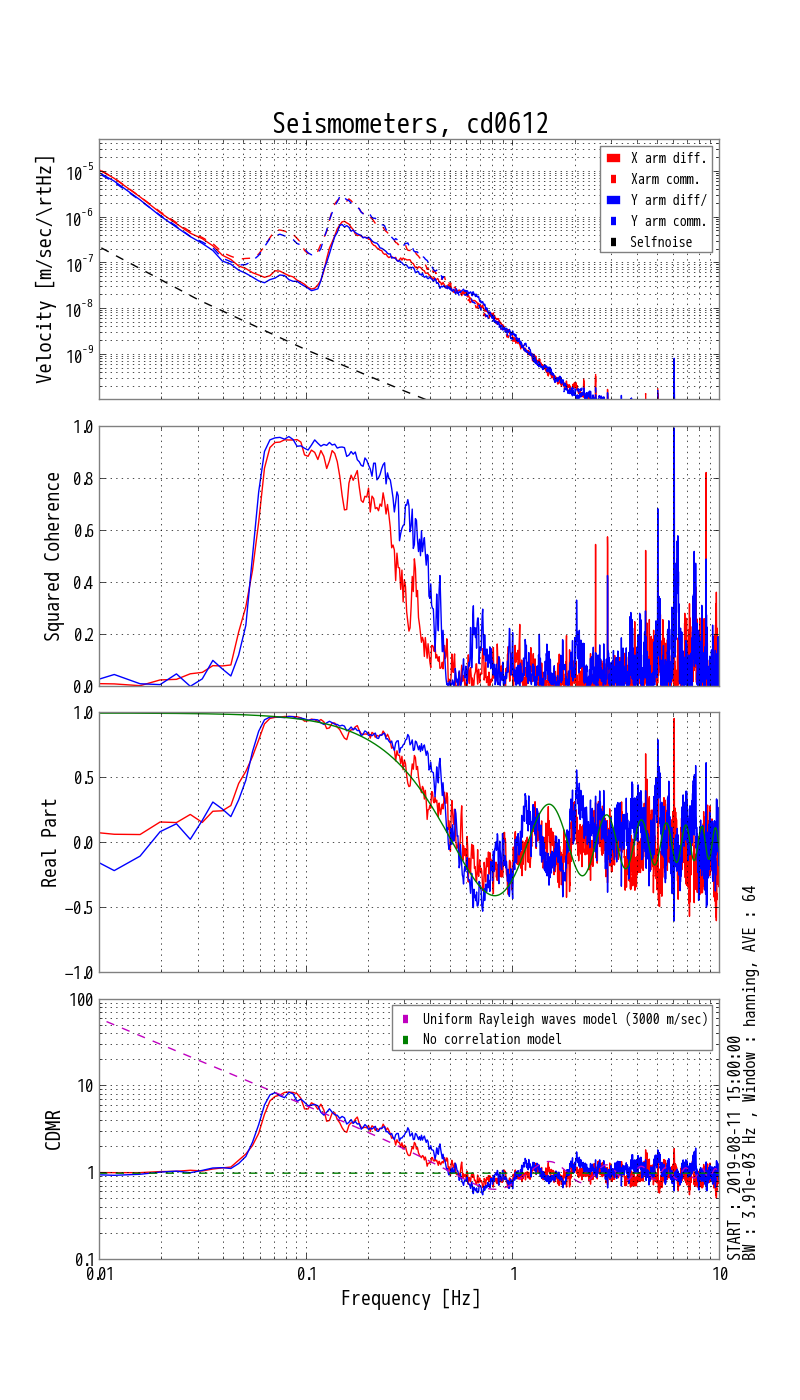 Seismometers, cd0612
Velocity [m/sec/\rtHz]
10^-5
10^-6
10^-7
10^-8
10^-9
X arm diff.
Xarm comm.
Y arm diff/
Y arm comm.
Selfnoise
Squared Coherence
1.0
0.8
0.6
0.4
0.2
0.0
Real Part
1.0
0.5
0.0
−0.5
−1.0
CDMR
100
10
1
0.1
Uniform Rayleigh waves model (3000 m/sec)
No correlation model
0.01
0.1
1
10
Frequency [Hz]
START : 2019-08-11 15:00:00
BW : 3.91e-03 Hz , Window : hanning, AVE : 64